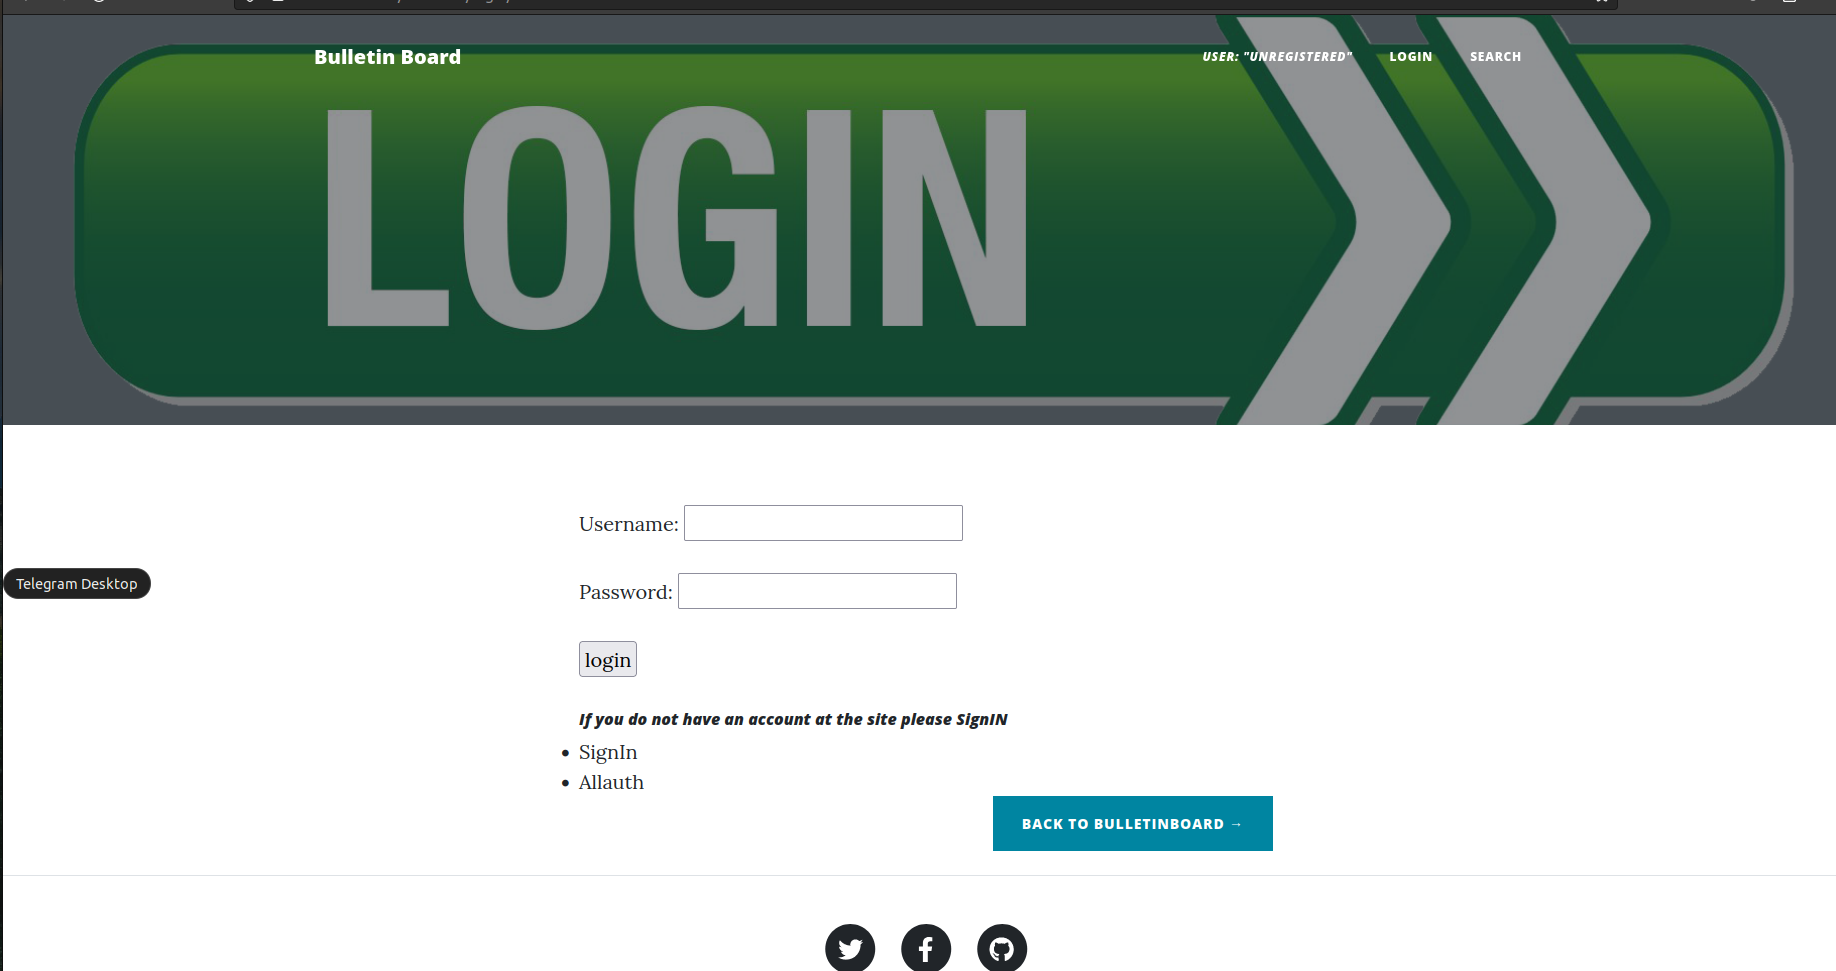 Bulletin Board
USER: "UNREGISTERED" LOGIN SEARCH
LOGIN
Username:
Password:
login
If you do not have an account at the site please SignIN
SignIn
Allauth
Telegram Desktop
BACK TO BULLETINBOARD →